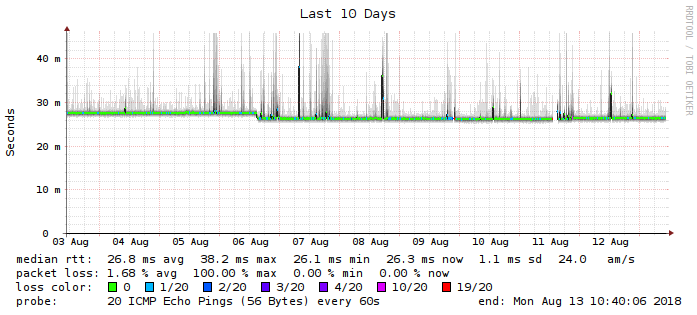 Last 10 Days
RRDTOOL / TOBI OETIKER
Seconds
40 m
30 m
20 m
10 m
0
03 Aug 04 Aug 05 Aug 06 Aug 07 Aug 08 Aug 09 Aug 10 Aug 11 Aug 12 Aug
median rtt: 26.8 ms avg 38.2 ms max 26.1 ms min 26.3 ms now 1.1 ms sd 24.0 am/s
packet loss: 1.68 % avg 100.00 % max 0.00 % min 0.00 % now
loss color: 0 1/20 2/20 3/20 4/20 10/20 19/20
probe: 20 ICMP Echo Pings (56 Bytes) every 60s end: Mon Aug 13 10:40:06 2018